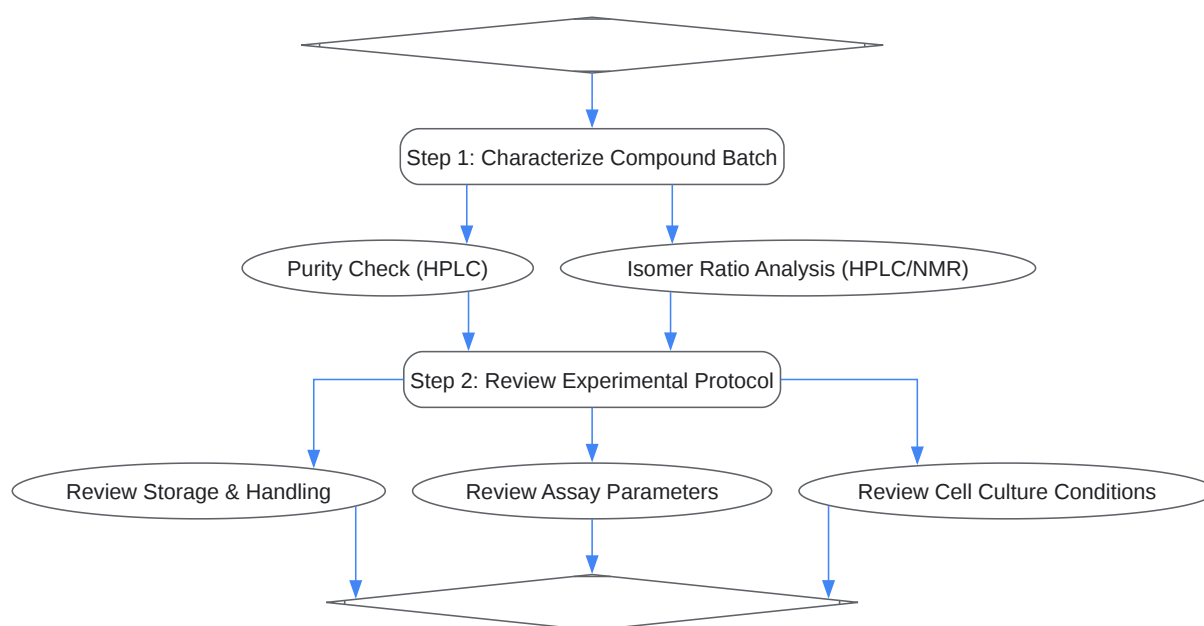 Step 1: Characterize Compound Batch
Purity Check (HPLC)
Isomer Ratio Analysis (HPLC/NMR)
Step 2: Review Experimental Protocol
Review Storage & Handling
Review Assay Parameters
Review Cell Culture Conditions